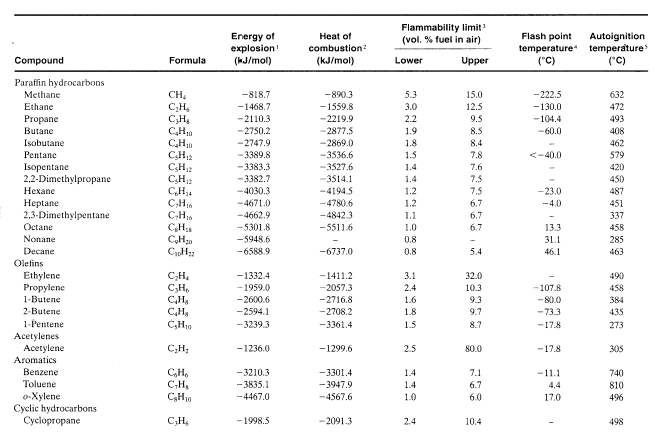 Energy of explosion¹ (kJ/mol)
Heat of combustion² (kJ/mol)
Flammability limit³ (vol. % fuel in air)
Flash point temperature⁴ (°C)
Autoignition temperature⁵ (°C)
Compound Formula Lower Upper
Paraffin hydrocarbons
Methane CH₄ −818.7 −890.3 5.3 15.0 −222.5 632
Ethane C₂H₆ −1468.7 −1559.8 3.0 12.5 −130.0 472
Propane C₃H₈ −2110.3 −2219.9 2.2 9.5 −104.4 493
Butane C₄H₁₀ −2750.2 −2877.5 1.9 8.5 −60.0 408
Isobutane C₄H₁₀ −2747.9 −2869.0 1.8 8.4 – 462
Pentane C₅H₁₂ −3389.8 −3536.6 1.5 7.8 <−40.0 579
Isopentane C₅H₁₂ −3383.3 −3527.6 1.4 7.6 – 420
2,2-Dimethylpropane C₅H₁₂ −3382.7 −3514.1 1.4 7.5 – 450
Hexane C₆H₁₄ −4030.3 −4194.5 1.2 7.5 −23.0 487
Heptane C₇H₁₆ −4671.0 −4780.6 1.2 6.7 −4.0 451
2,3-Dimethylpentane C₇H₁₆ −4662.9 −4842.3 1.1 6.7 – 337
Octane C₈H₁₈ −5301.8 −5511.6 1.0 6.7 13.3 458
Nonane C₉H₂₀ −5948.6 – 0.8 – 31.1 285
Decane C₁₀H₂₂ −6588.9 −6737.0 0.8 5.4 46.1 463
Olefins
Ethylene C₂H₄ −1332.4 −1411.2 3.1 32.0 – 490
Propylene C₃H₆ −1959.0 −2057.3 2.4 10.3 −107.8 458
1-Butene C₄H₈ −2600.6 −2716.8 1.6 9.3 −80.0 384
2-Butene C₄H₈ −2594.1 −2708.2 1.8 9.7 −73.3 435
1-Pentene C₅H₁₀ −3239.3 −3361.4 1.5 8.7 −17.8 273
Acetylenes
Acetylene C₂H₂ −1236.0 −1299.6 2.5 80.0 −17.8 305
Aromatics
Benzene C₆H₆ −3210.3 −3301.4 1.4 7.1 −11.1 740
Toluene C₇H₈ −3835.1 −3947.9 1.4 6.7 4.4 810
o-Xylene C₈H₁₀ −4467.0 −4567.6 1.0 6.0 17.0 496
Cyclic hydrocarbons
Cyclopropane C₃H₆ −1998.5 −2091.3 2.4 10.4 – 498